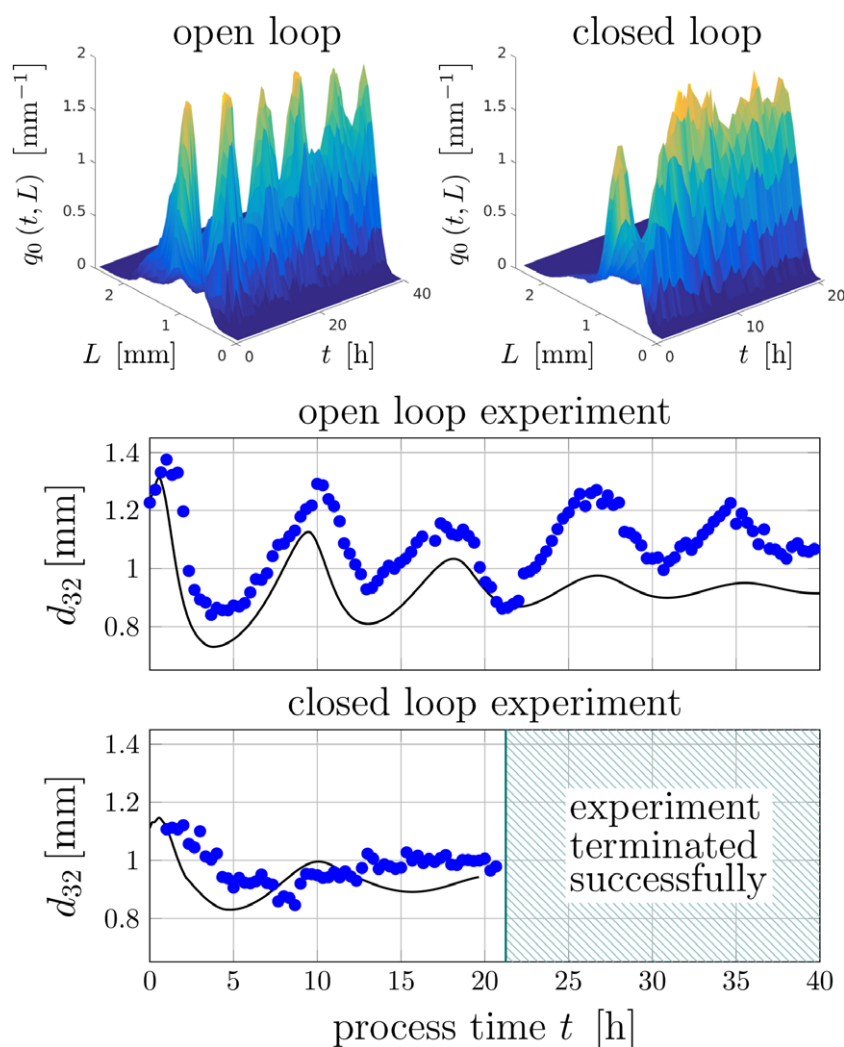 open loop
closed loop
q₀ (t, L) [mm⁻¹]
2
1.5
1
0.5
0
2
1
0
L [mm]
0
20
40
t [h]
q₀ (t, L) [mm⁻¹]
2
1.5
1
0.5
0
2
1
0
L [mm]
0
10
20
t [h]
open loop experiment
d₃₂ [mm]
1.4
1.2
1
0.8
closed loop experiment
d₃₂ [mm]
1.4
1.2
1
0.8
experiment
terminated
successfully
0 5 10 15 20 25 30 35 40
process time t [h]